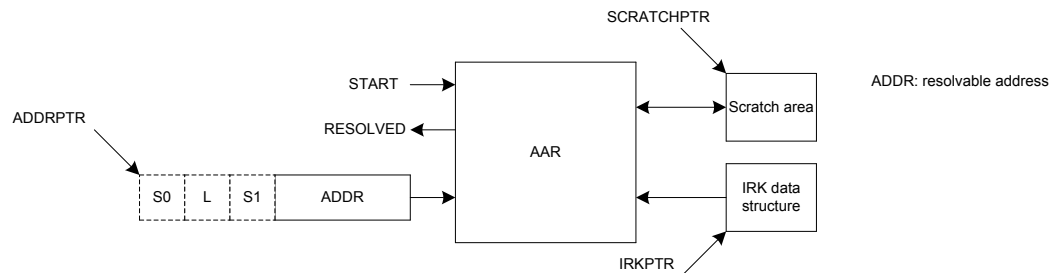 SCRATCHPTR
START
Scratch area
ADDR: resolvable address
ADDRPTR
RESOLVED
AAR
S0 L S1 ADDR
IRK data
structure
IRKPTR